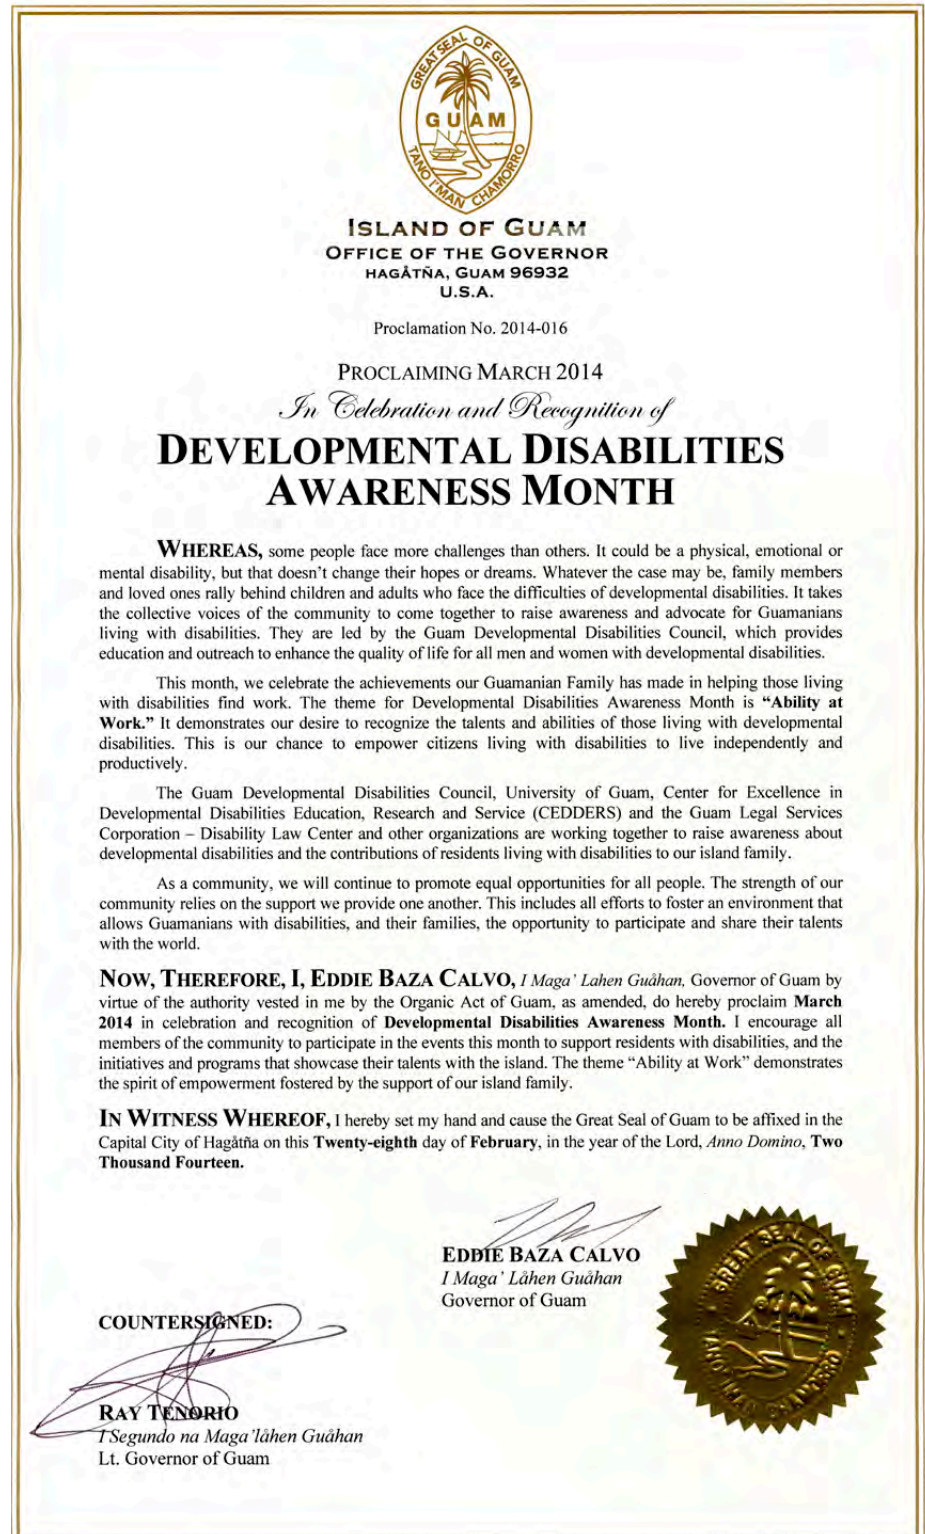 GREAT SEAL OF GUAM
GUAM
TANO I'MAN CHAMORRO
ISLAND OF GUAM
OFFICE OF THE GOVERNOR
HAGÅTÑA, GUAM 96932
U.S.A.
Proclamation No. 2014-016
PROCLAIMING MARCH 2014
In Celebration and Recognition of
DEVELOPMENTAL DISABILITIES
AWARENESS MONTH
WHEREAS, some people face more challenges than others. It could be a physical, emotional or
mental disability, but that doesn't change their hopes or dreams. Whatever the case may be, family members
and loved ones rally behind children and adults who face the difficulties of developmental disabilities. It takes
the collective voices of the community to come together to raise awareness and advocate for Guamanians
living with disabilities. They are led by the Guam Developmental Disabilities Council, which provides
education and outreach to enhance the quality of life for all men and women with developmental disabilities.
This month, we celebrate the achievements our Guamanian Family has made in helping those living
with disabilities find work. The theme for Developmental Disabilities Awareness Month is “Ability at
Work.” It demonstrates our desire to recognize the talents and abilities of those living with developmental
disabilities. This is our chance to empower citizens living with disabilities to live independently and
productively.
The Guam Developmental Disabilities Council, University of Guam, Center for Excellence in
Developmental Disabilities Education, Research and Service (CEDDERS) and the Guam Legal Services
Corporation – Disability Law Center and other organizations are working together to raise awareness about
developmental disabilities and the contributions of residents living with disabilities to our island family.
As a community, we will continue to promote equal opportunities for all people. The strength of our
community relies on the support we provide one another. This includes all efforts to foster an environment that
allows Guamanians with disabilities, and their families, the opportunity to participate and share their talents
with the world.
NOW, THEREFORE, I, EDDIE BAZA CALVO, I Maga' Lahen Guåhan, Governor of Guam by
virtue of the authority vested in me by the Organic Act of Guam, as amended, do hereby proclaim March
2014 in celebration and recognition of Developmental Disabilities Awareness Month. I encourage all
members of the community to participate in the events this month to support residents with disabilities, and the
initiatives and programs that showcase their talents with the island. The theme “Ability at Work” demonstrates
the spirit of empowerment fostered by the support of our island family.
IN WITNESS WHEREOF, I hereby set my hand and cause the Great Seal of Guam to be affixed in the
Capital City of Hagåtña on this Twenty-eighth day of February, in the year of the Lord, Anno Domino, Two
Thousand Fourteen.
EDDIE BAZA CALVO
I Maga' Låhen Guåhan
Governor of Guam
GREAT SEAL OF GUAM
COUNTERSIGNED:
RAY TENORIO
I Segundo na Maga'låhen Guåhan
Lt. Governor of Guam